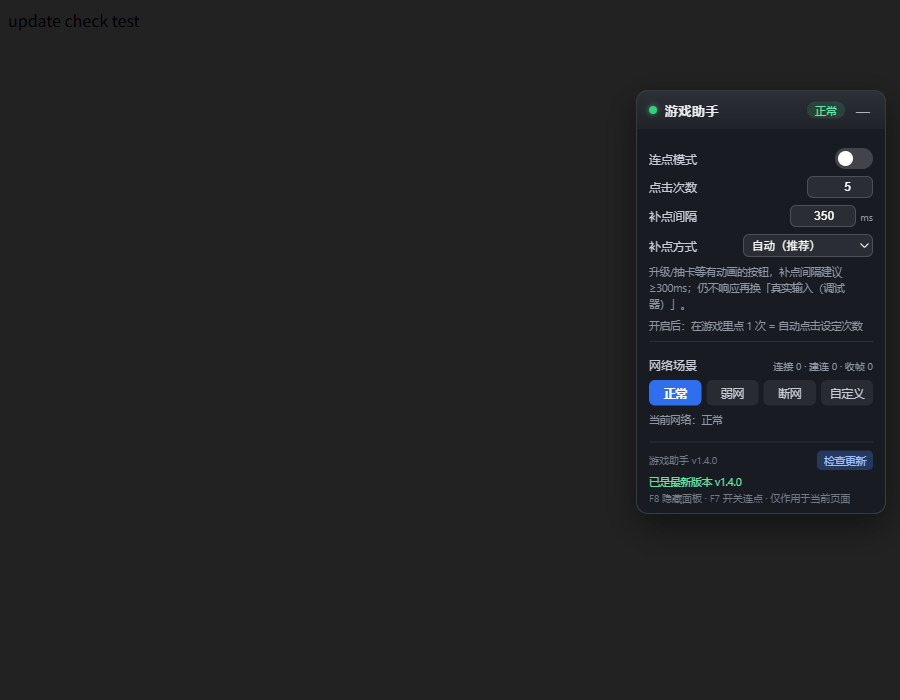 update check test
游戏助手 正常 —
连点模式
点击次数 5
补点间隔 350 ms
补点方式 自动（推荐）
升级/抽卡等有动画的按钮，补点间隔建议
≥300ms；仍不响应再换「真实输入（调试
器）」。
开启后：在游戏里点 1 次 = 自动点击设定次数
网络场景 连接 0 · 建连 0 · 收帧 0
正常 弱网 断网 自定义
当前网络：正常
游戏助手 v1.4.0 检查更新
已是最新版本 v1.4.0
F8 隐藏面板 · F7 开关连点 · 仅作用于当前页面